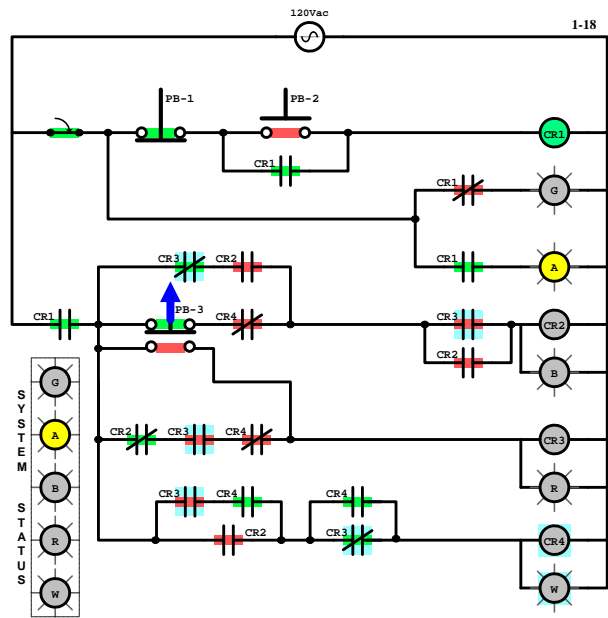 120Vac
1-18
PB-1
PB-2
CR1
CR1
CR1
G
CR1
A
CR3
CR2
CR1
PB-3
CR4
CR3
CR2
CR2
B
CR2
CR3
CR4
CR3
R
CR3
CR4
CR2
CR4
CR3
CR4
W
SYSTEM STATUS
G
A
B
R
W